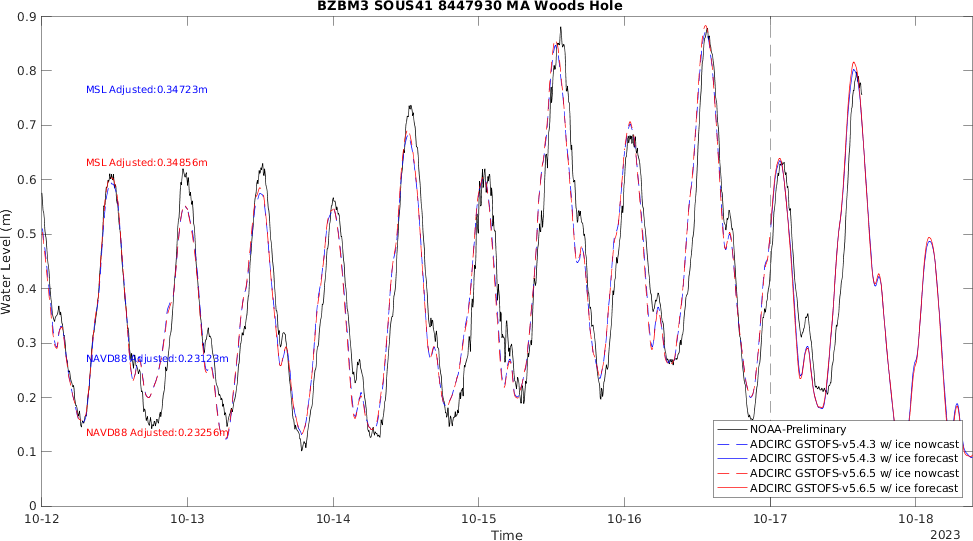 BZBM3 SOUS41 8447930 MA Woods Hole
0.9
0.8
0.7
0.6
0.5
0.4
0.3
0.2
0.1
0
Water Level (m)
MSL Adjusted:0.34723m
MSL Adjusted:0.34856m
NAVD88 Adjusted:0.23123m
NAVD88 Adjusted:0.23256m
NOAA-Preliminary
ADCIRC GSTOFS-v5.4.3 w/ ice nowcast
ADCIRC GSTOFS-v5.4.3 w/ ice forecast
ADCIRC GSTOFS-v5.6.5 w/ ice nowcast
ADCIRC GSTOFS-v5.6.5 w/ ice forecast
10-12 10-13 10-14 10-15 10-16 10-17 10-18
Time
2023